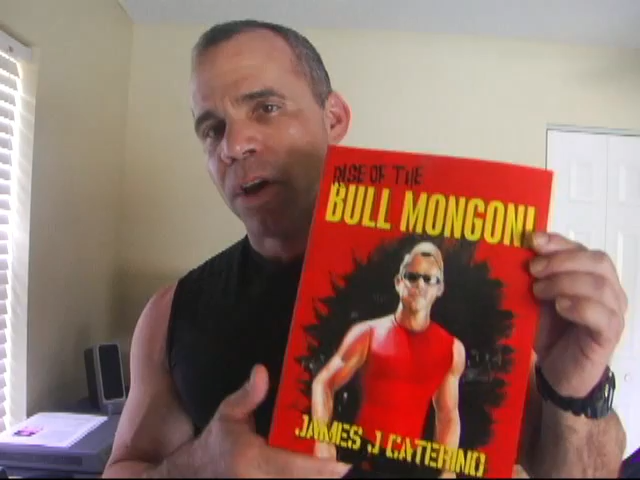 RISE OF THE
BULL MONGONI
JAMES J CATERINO